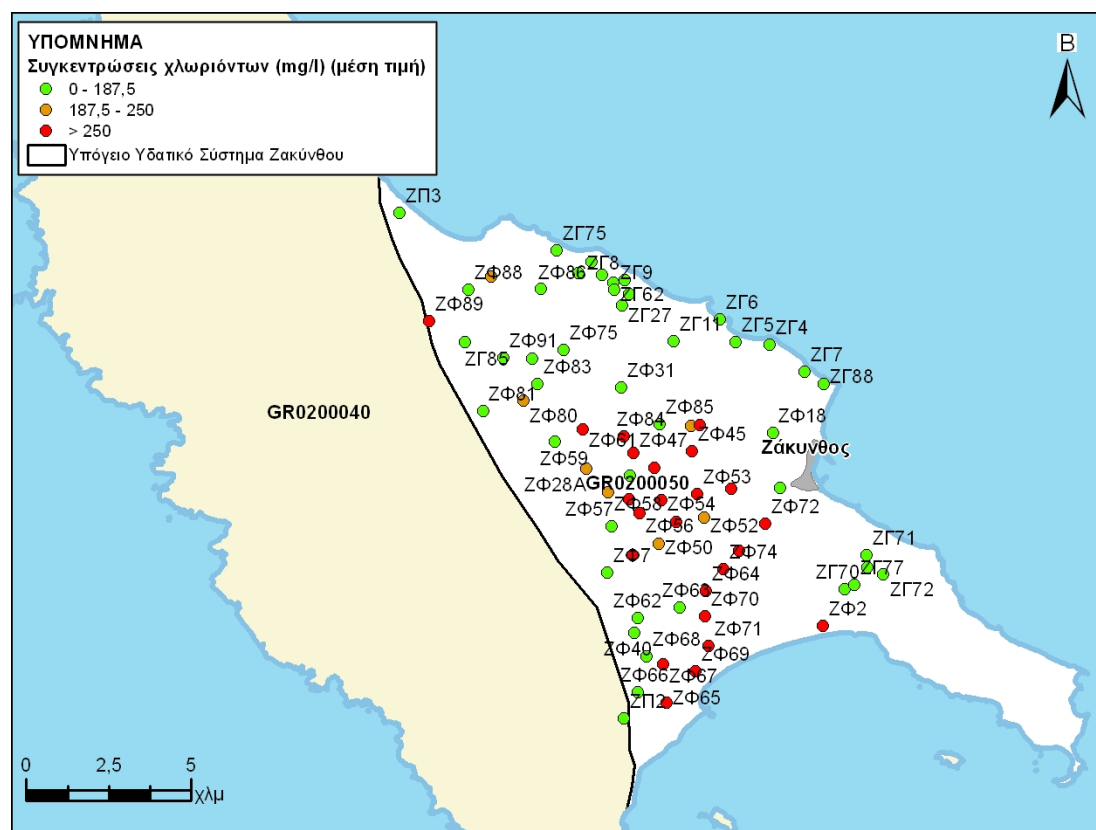 ΥΠΟΜΝΗΜΑ
Συγκεντρώσεις χλωριόντων (mg/l) (μέση τιμή)
0 - 187,5
187,5 - 250
> 250
Υπόγειο Υδατικό Σύστημα Ζακύνθου
Β
ΖΠ3
ΖΓ75
ΖΦ88
ΖΦ86
ΖΓ8
ΖΓ9
ΖΓ62
ΖΦ89
ΖΓ27
ΖΓ6
ΖΓ11
ΖΓ5
ΖΓ4
ΖΓ85
ΖΦ91
ΖΦ75
ΖΦ83
ΖΦ31
ΖΓ7
ΖΓ88
ΖΦ81
GR0200040
ΖΦ80
ΖΦ84
ΖΦ85
ΖΦ18
ΖΦ61
ΖΦ47
ΖΦ45
Ζάκυνθος
ΖΦ59
ΖΦ28Α
GR0200050
ΖΦ53
ΖΦ57
ΖΦ58
ΖΦ54
ΖΦ72
ΖΦ56
ΖΦ52
ΖΦ7
ΖΦ50
ΖΦ74
ΖΓ71
ΖΦ64
ΖΓ70
ΖΓ77
ΖΓ72
ΖΦ62
ΖΦ63
ΖΦ70
ΖΦ2
ΖΦ40
ΖΦ68
ΖΦ71
ΖΦ69
ΖΦ66
ΖΦ67
ΖΠ2
ΖΦ65
0 2,5 5
χλμ